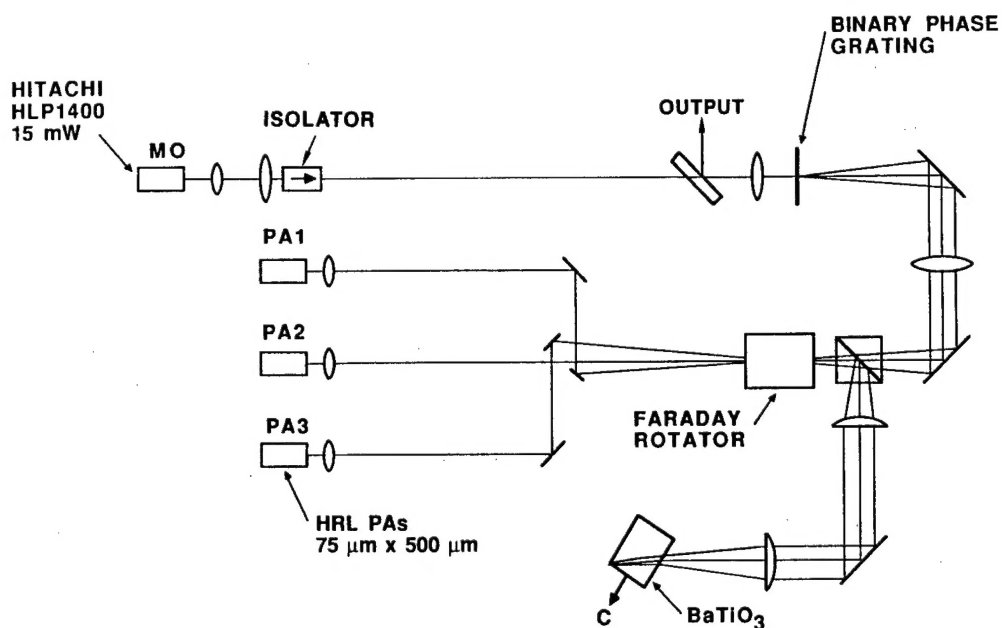 BINARY PHASE
GRATING
HITACHI
HLP1400
15 mW
ISOLATOR
OUTPUT
MO
PA1
PA2
FARADAY
ROTATOR
PA3
HRL PAs
75 μm x 500 μm
C
BaTiO₃